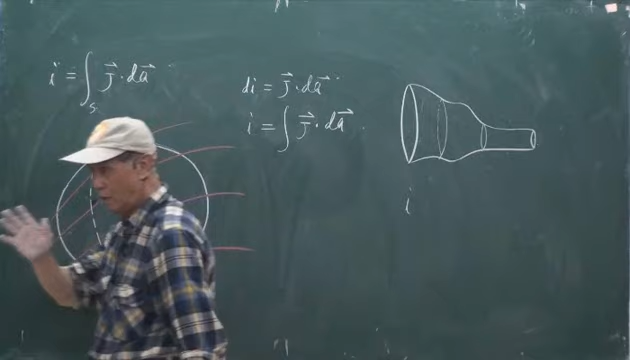 i = ∫ₛ J⃗ · da⃗
di = J⃗ · da⃗
i = ∫ J⃗ · da⃗
i